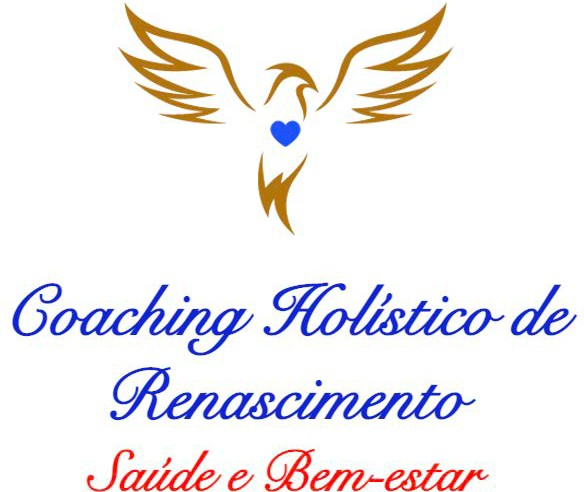 Coaching Holístico de
Renascimento
Saúde e Bem-estar